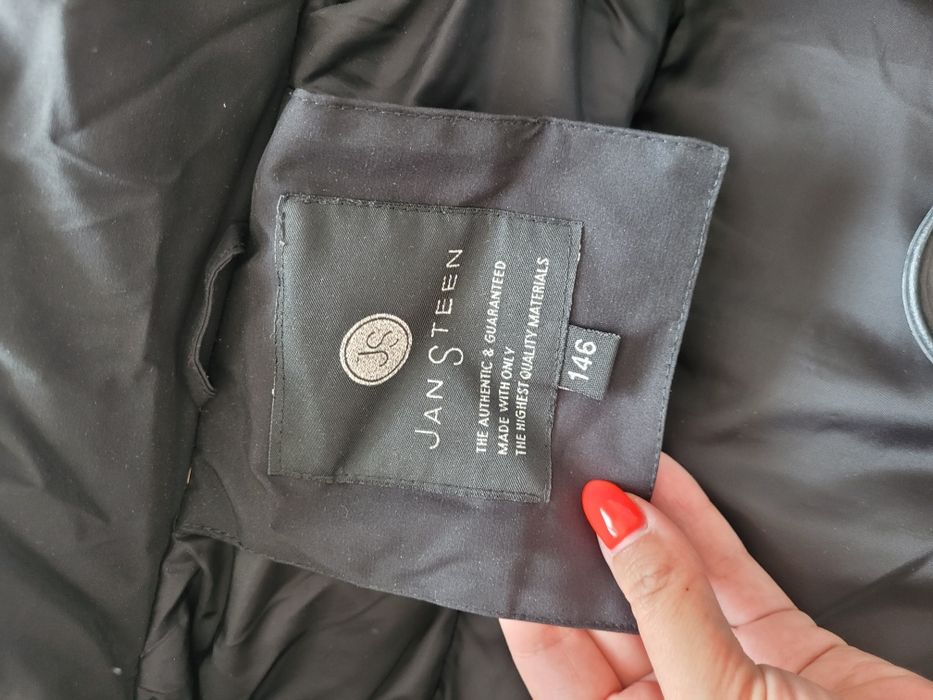 JS
JAN STEEN
THE AUTHENTIC & GUARANTEED
MADE WITH ONLY
THE HIGHEST QUALITY MATERIALS
146